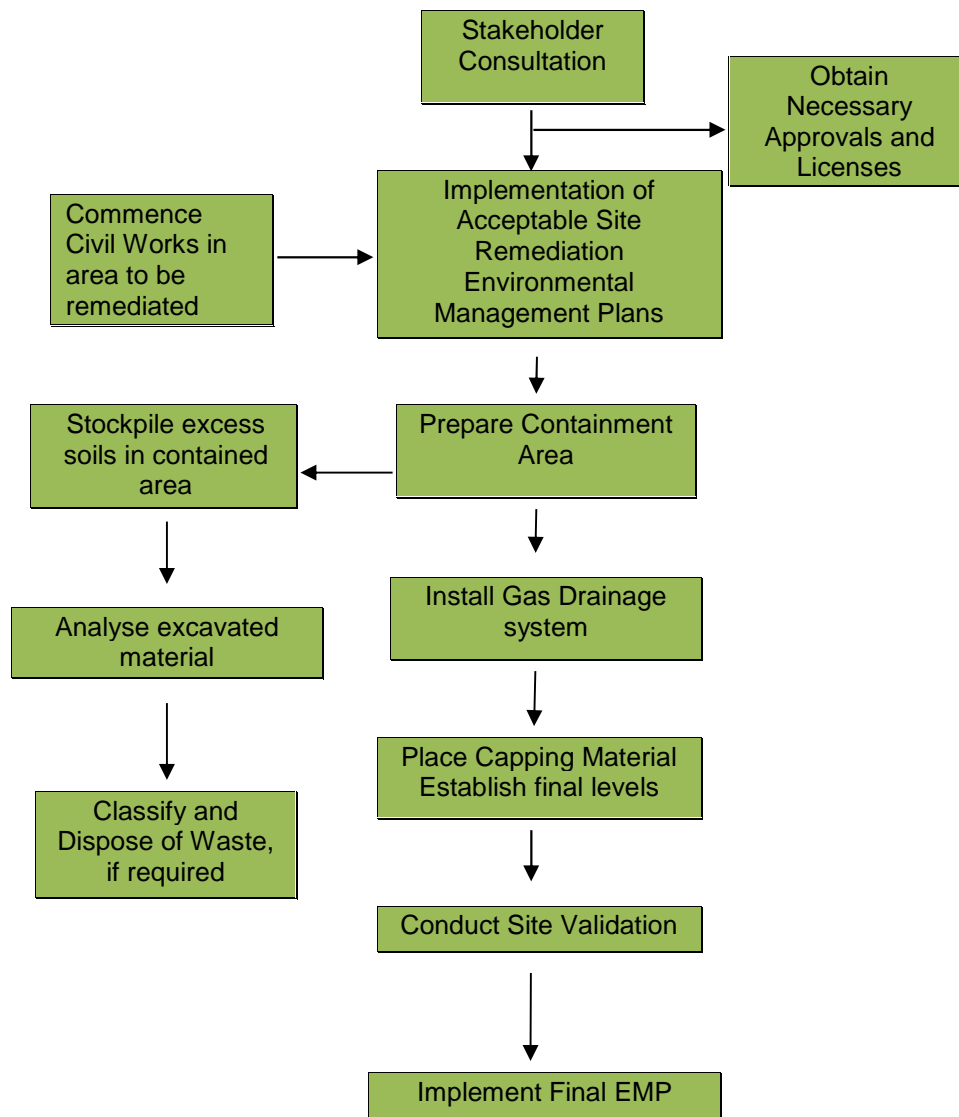 Stakeholder
Consultation
Obtain
Necessary
Approvals and
Licenses
Implementation of
Acceptable Site
Remediation
Environmental
Management Plans
Commence
Civil Works in
area to be
remediated
Stockpile excess
soils in contained
area
Prepare Containment
Area
Install Gas Drainage
system
Analyse excavated
material
Place Capping Material
Establish final levels
Classify and
Dispose of Waste,
if required
Conduct Site Validation
Implement Final EMP